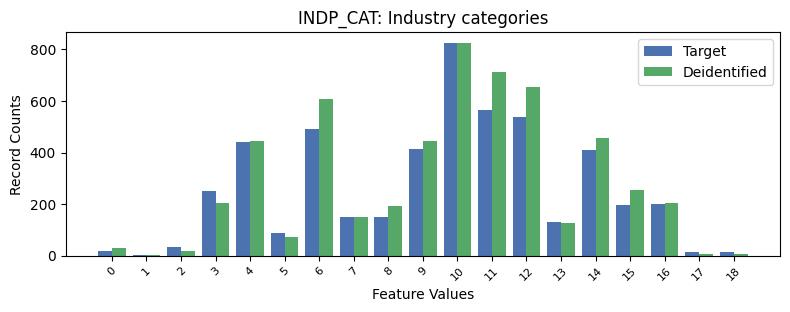 INDP_CAT: Industry categories
Record Counts
800
600
400
200
0
Target
Deidentified
0 1 2 3 4 5 6 7 8 9 10 11 12 13 14 15 16 17 18
Feature Values